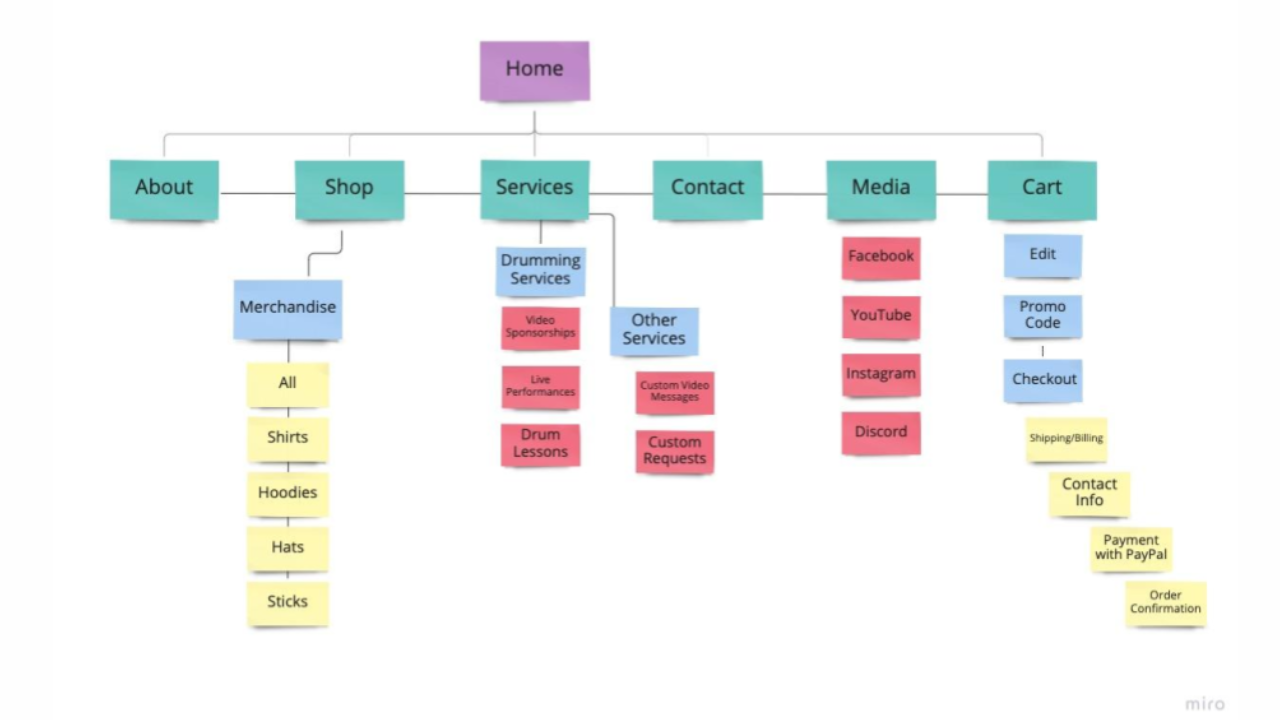 Home
About
Shop
Services
Contact
Media
Cart
Merchandise
All
Shirts
Hoodies
Hats
Sticks
Drumming
Services
Video
Sponsorships
Live
Performances
Drum
Lessons
Other
Services
Custom Video
Messages
Custom
Requests
Facebook
YouTube
Instagram
Discord
Edit
Promo
Code
Checkout
Shipping/Billing
Contact
Info
Payment
with PayPal
Order
Confirmation
miro